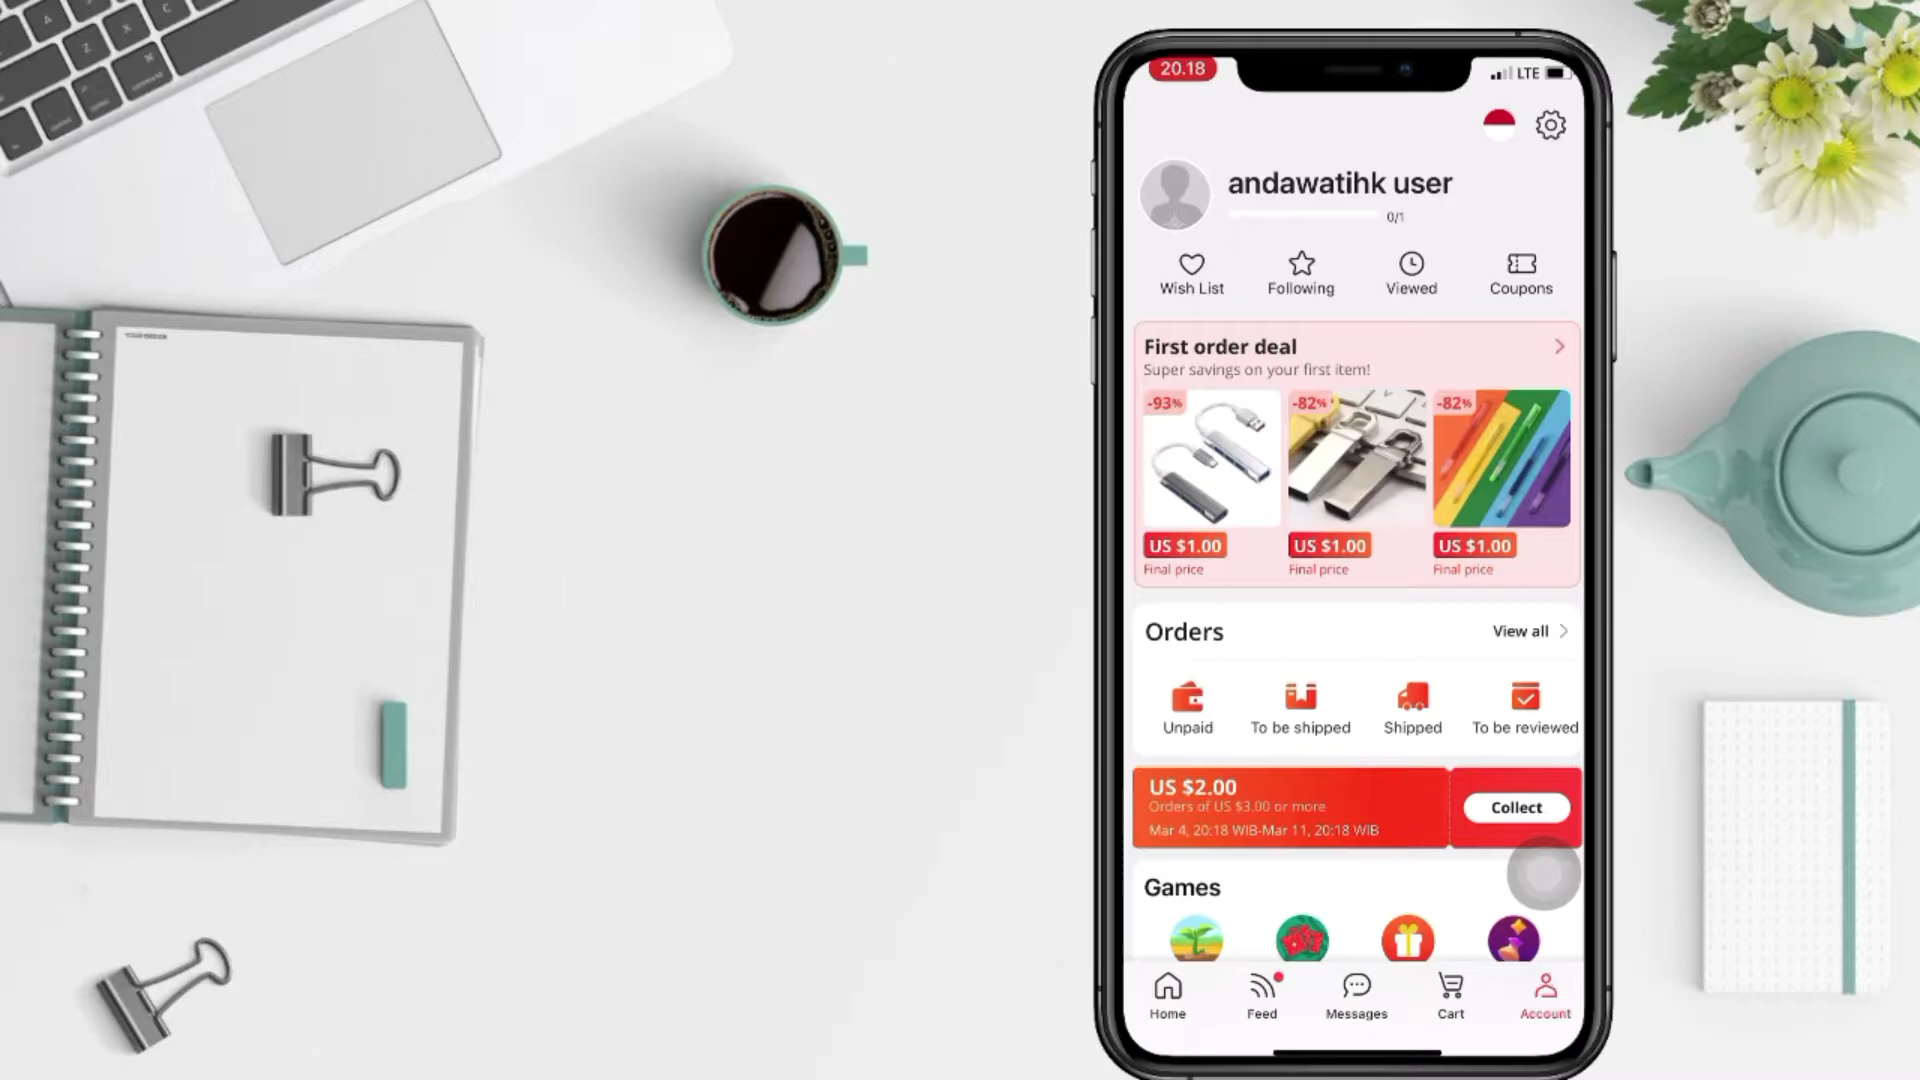 20.18
LTE
andawatihk user
0/1
Wish List
Following
Viewed
Coupons
First order deal
Super savings on your first item!
-93%
-82%
-82%
US $1.00
US $1.00
US $1.00
Final price
Final price
Final price
Orders
View all
Unpaid
To be shipped
Shipped
To be reviewed
US $2.00
Orders of US $3.00 or more
Mar 4, 20:18 WIB-Mar 11, 20:18 WIB
Collect
Games
Home
Feed
Messages
Cart
Account
A
Z
X
C
command
YOUR DESIGN